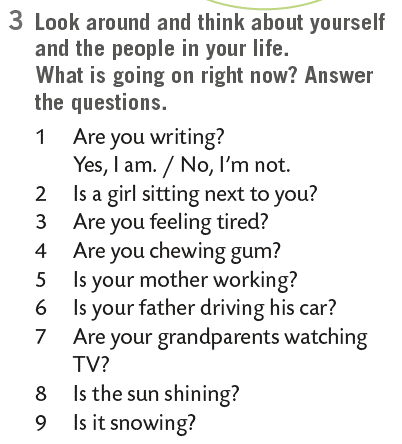 3 Look around and think about yourself
and the people in your life.
What is going on right now? Answer
the questions.
1 Are you writing?
Yes, I am. / No, I'm not.
2 Is a girl sitting next to you?
3 Are you feeling tired?
4 Are you chewing gum?
5 Is your mother working?
6 Is your father driving his car?
7 Are your grandparents watching
TV?
8 Is the sun shining?
9 Is it snowing?